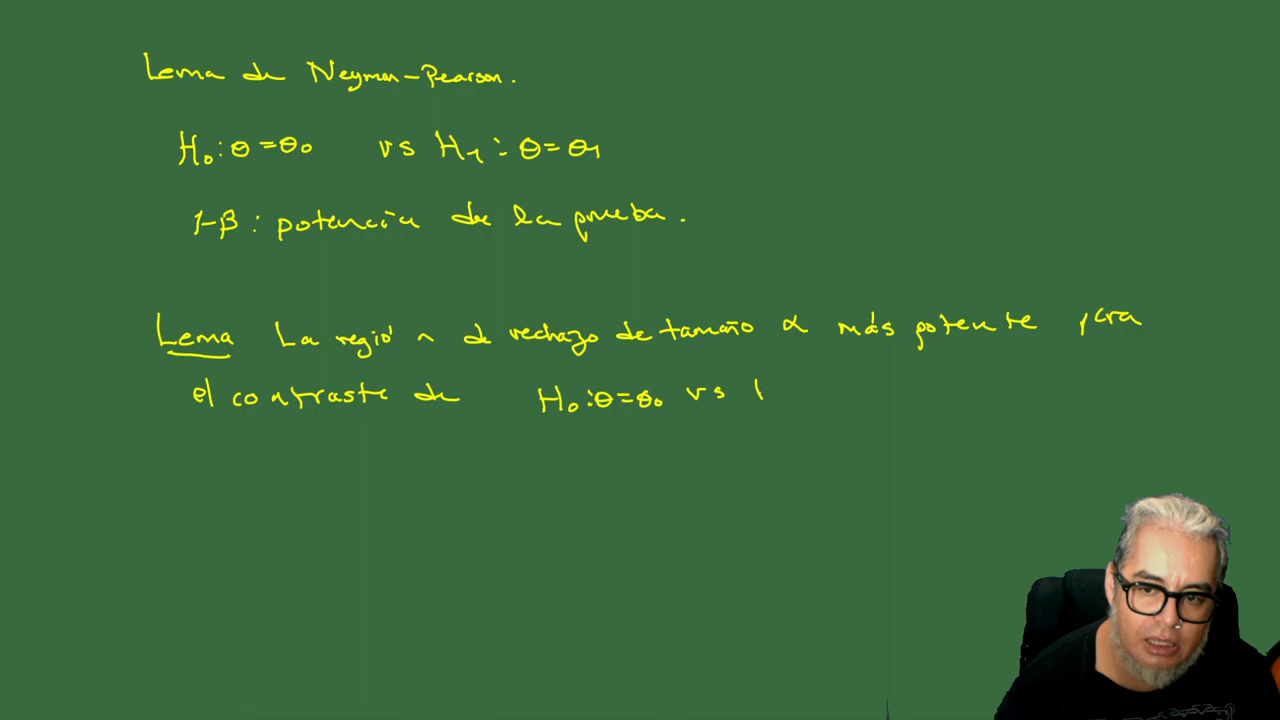 Lema de Neyman-Pearson.
H₀: θ=θ₀ vs H₁: θ=θ₁
1-β: potencia de la prueba.
Lema La región de rechazo de tamaño α más potente para
el contraste de H₀: θ=θ₀ vs